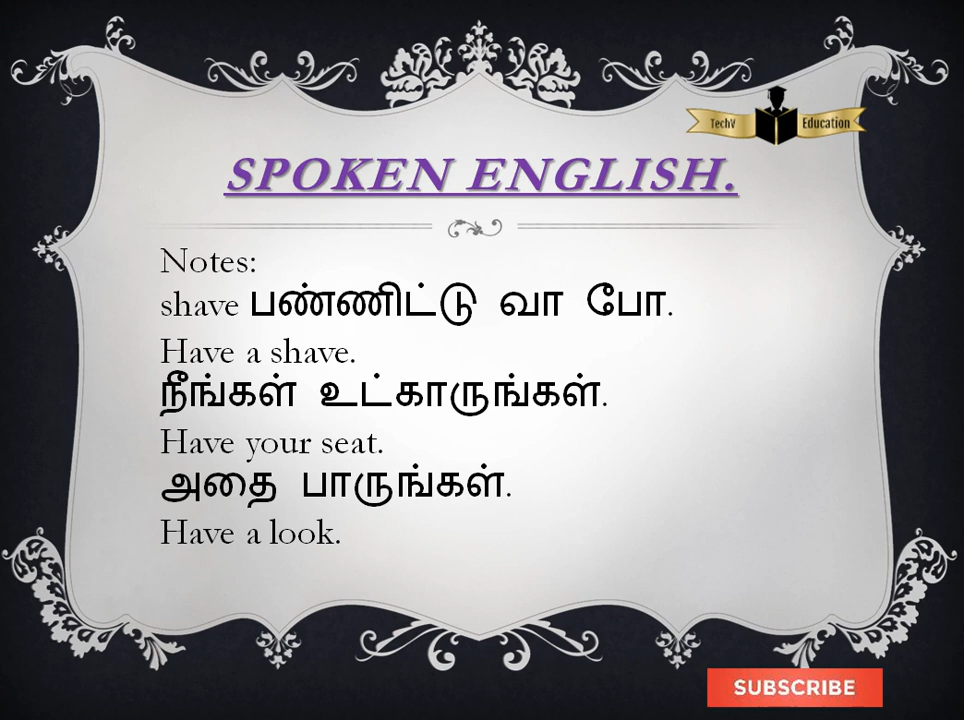 TechV Education
SPOKEN ENGLISH.
Notes:
shave பண்ணிட்டு வா போ.
Have a shave.
நீங்கள் உட்காருங்கள்.
Have your seat.
அதை பாருங்கள்.
Have a look.
SUBSCRIBE